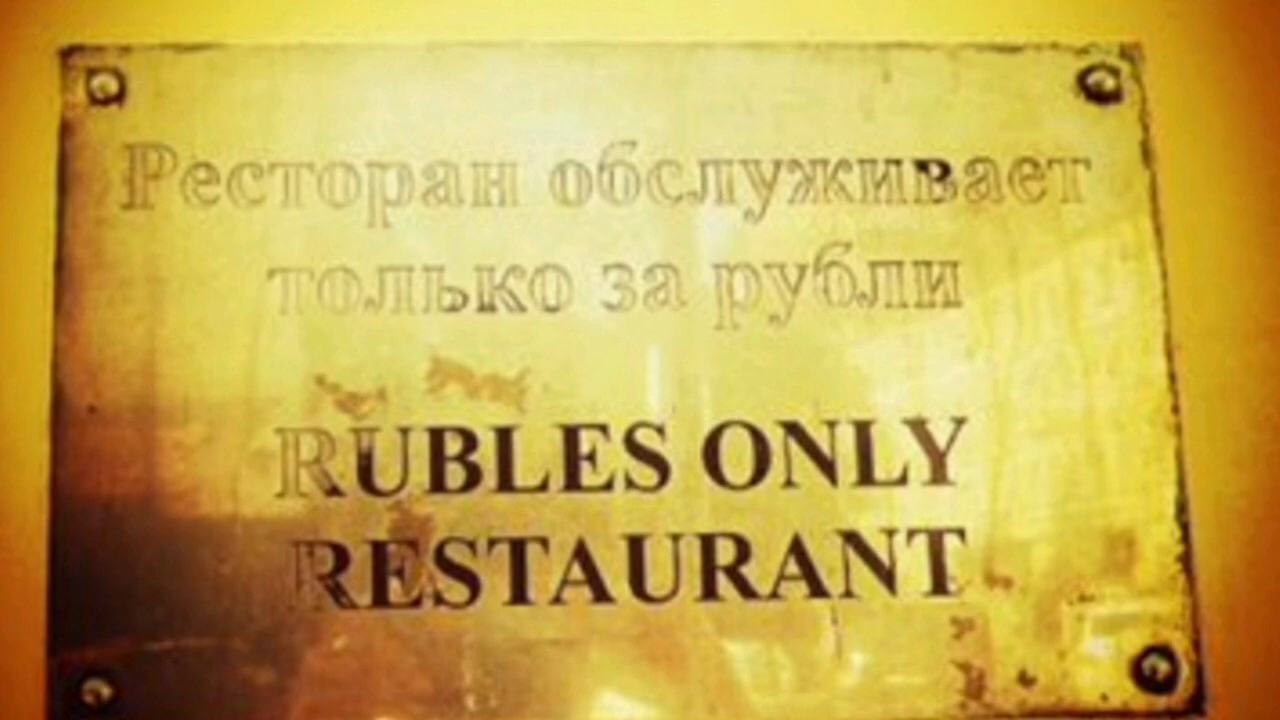 Ресторан обслуживает
только за рубли
RUBLES ONLY
RESTAURANT